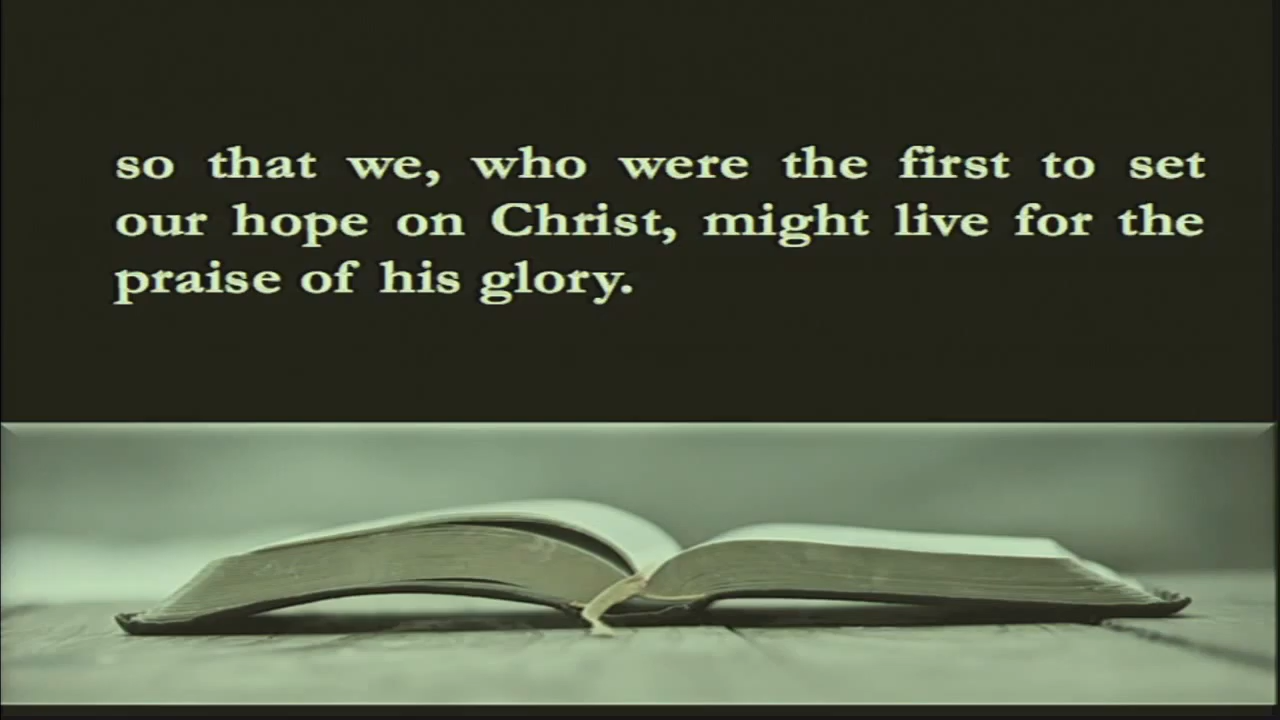 so that we, who were the first to set
our hope on Christ, might live for the
praise of his glory.